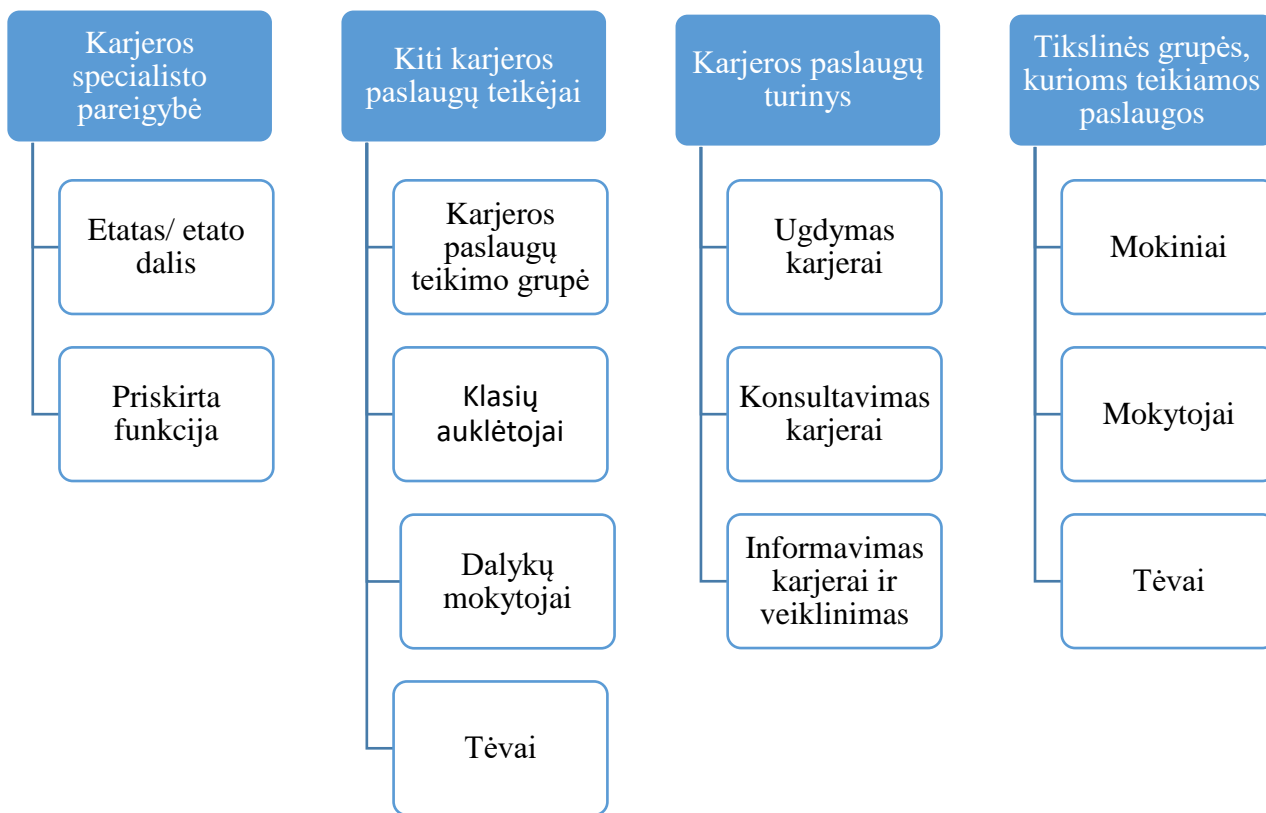 Karjeros
specialisto
pareigybė
Etatas/ etato
dalis
Priskirta
funkcija
Kiti karjeros
paslaugų teikėjai
Karjeros
paslaugų
teikimo grupė
Klasių
auklėtojai
Dalykų
mokytojai
Tėvai
Karjeros paslaugų
turinys
Ugdymas
karjerai
Konsultavimas
karjerai
Informavimas
karjerai ir
veiklinimas
Tikslinės grupės,
kurioms teikiamos
paslaugos
Mokiniai
Mokytojai
Tėvai